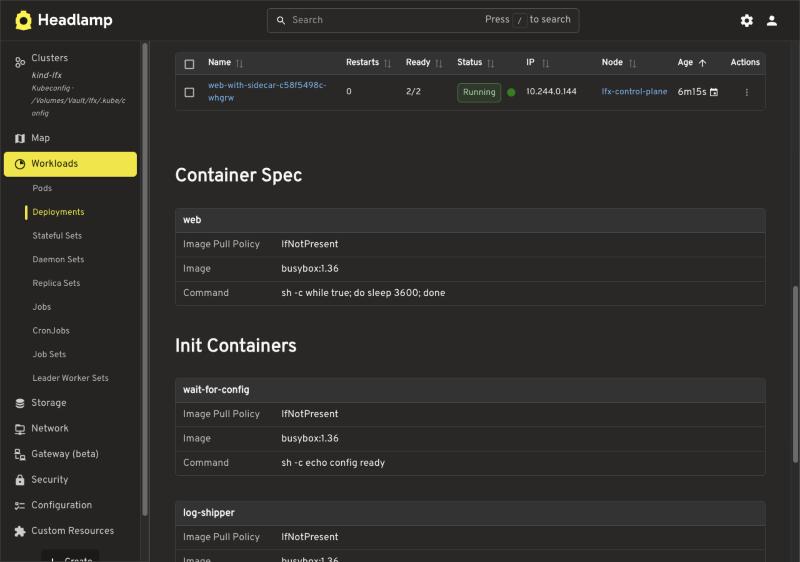 Headlamp
Search Press / to search
Clusters
kind-lfx
Kubeconfig -
/Volumes/Vault/lfx/.kube/c
onfig
Map
Workloads
Pods
Deployments
Stateful Sets
Daemon Sets
Replica Sets
Jobs
CronJobs
Job Sets
Leader Worker Sets
Storage
Network
Gateway (beta)
Security
Configuration
Custom Resources
Create
Name Restarts Ready Status IP Node Age Actions
web-with-sidecar-c58f5498c-
whgrw
0 2/2 Running 10.244.0.144 lfx-control-plane 6m15s
Container Spec
web
Image Pull Policy IfNotPresent
Image busybox:1.36
Command sh -c while true; do sleep 3600; done
Init Containers
wait-for-config
Image Pull Policy IfNotPresent
Image busybox:1.36
Command sh -c echo config ready
log-shipper
Image Pull Policy IfNotPresent
Image busybox:1.36